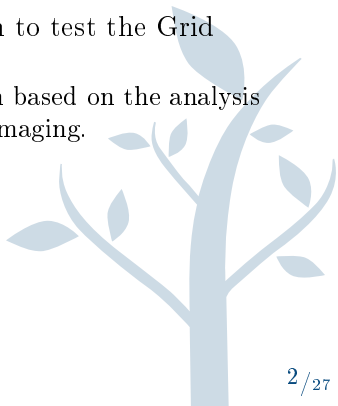 to test the Grid
based on the analysis
maging.
2/27